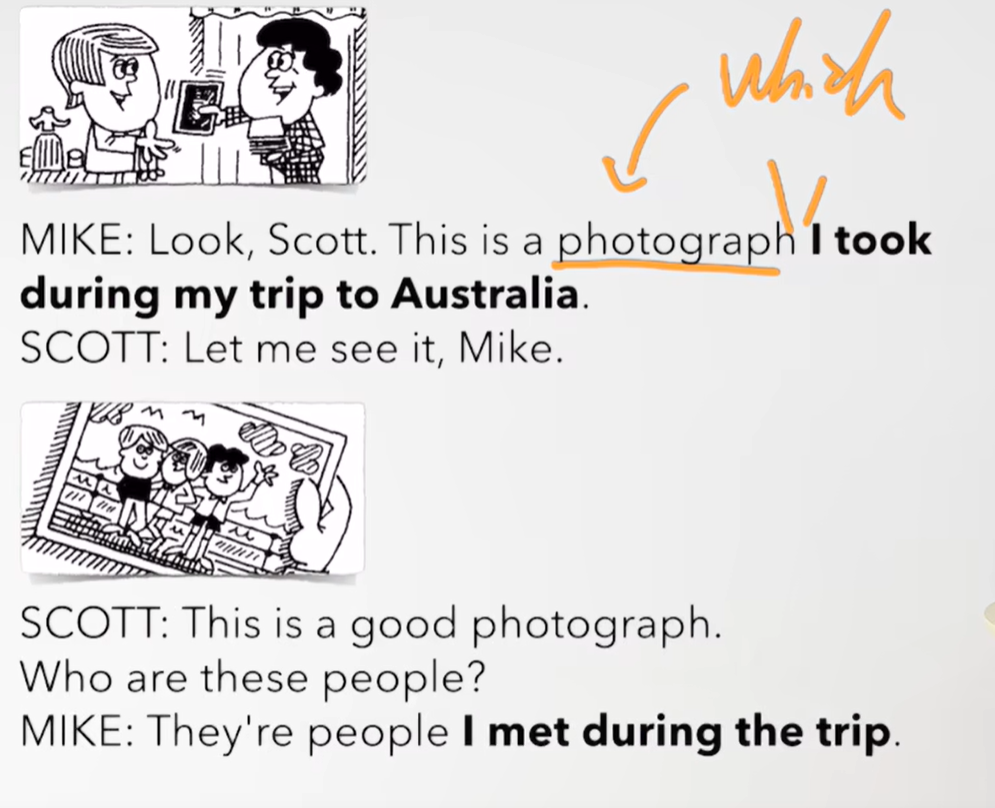 which
MIKE: Look, Scott. This is a photograph I took
during my trip to Australia.
SCOTT: Let me see it, Mike.
SCOTT: This is a good photograph.
Who are these people?
MIKE: They're people I met during the trip.